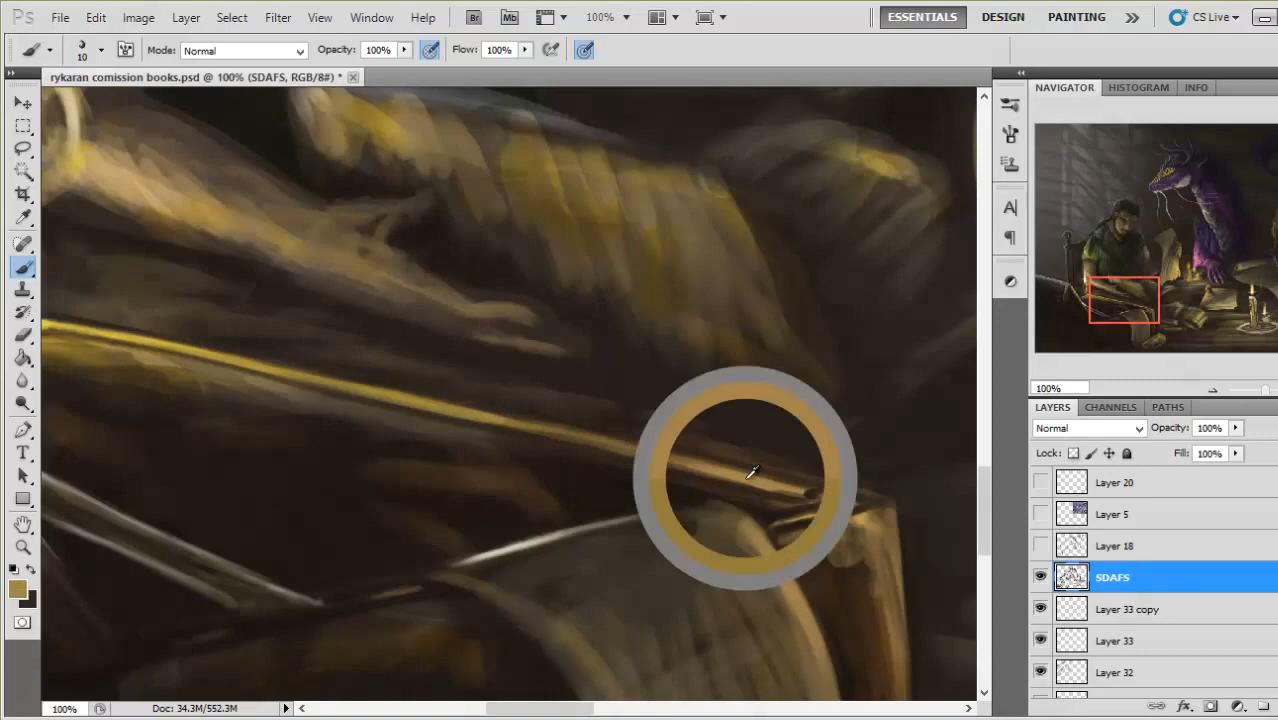 Ps File Edit Image Layer Select Filter View Window Help Br Mb 100% ESSENTIALS DESIGN PAINTING CS Live
10 Mode: Normal Opacity: 100% Flow: 100%
rykaran comission books.psd @ 100% (SDAFS, RGB/8#) *
NAVIGATOR HISTOGRAM INFO
100%
LAYERS CHANNELS PATHS
Normal Opacity: 100%
Lock: Fill: 100%
Layer 20
Layer 5
Layer 18
SDAFS
Layer 33 copy
Layer 33
Layer 32
100% Doc: 34.3M/552.3M